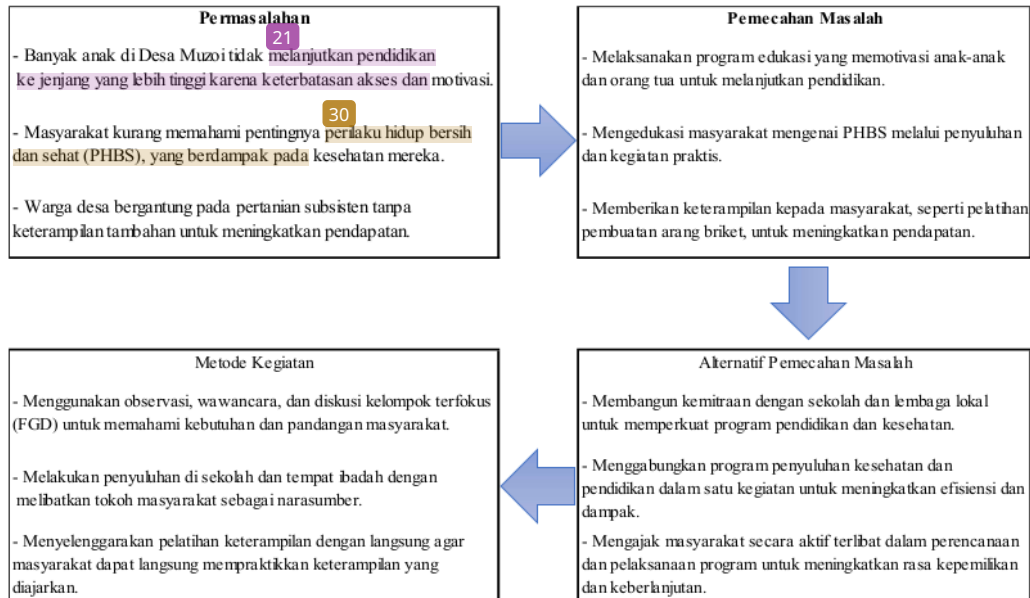 Permasalahan
21
- Banyak anak di Desa Muzoi tidak melanjutkan pendidikan
ke jenjang yang lebih tinggi karena keterbatasan akses dan motivasi.
30
- Masyarakat kurang memahami pentingnya perilaku hidup bersih
dan sehat (PHBS), yang berdampak pada kesehatan mereka.
- Warga desa bergantung pada pertanian subsisten tanpa
keterampilan tambahan untuk meningkatkan pendapatan.
Pemecahan Masalah
- Melaksanakan program edukasi yang memotivasi anak-anak
dan orang tua untuk melanjutkan pendidikan.
- Mengedukasi masyarakat mengenai PHBS melalui penyuluhan
dan kegiatan praktis.
- Memberikan keterampilan kepada masyarakat, seperti pelatihan
pembuatan arang briket, untuk meningkatkan pendapatan.
Alternatif Pemecahan Masalah
- Membangun kemitraan dengan sekolah dan lembaga lokal
untuk memperkuat program pendidikan dan kesehatan.
- Menggabungkan program penyuluhan kesehatan dan
pendidikan dalam satu kegiatan untuk meningkatkan efisiensi dan
dampak.
- Mengajak masyarakat secara aktif terlibat dalam perencanaan
dan pelaksanaan program untuk meningkatkan rasa kepemilikan
dan keberlanjutan.
Metode Kegiatan
- Menggunakan observasi, wawancara, dan diskusi kelompok terfokus
(FGD) untuk memahami kebutuhan dan pandangan masyarakat.
- Melakukan penyuluhan di sekolah dan tempat ibadah dengan
melibatkan tokoh masyarakat sebagai narasumber.
- Menyelenggarakan pelatihan keterampilan dengan langsung agar
masyarakat dapat langsung mempraktikkan keterampilan yang
diajarkan.